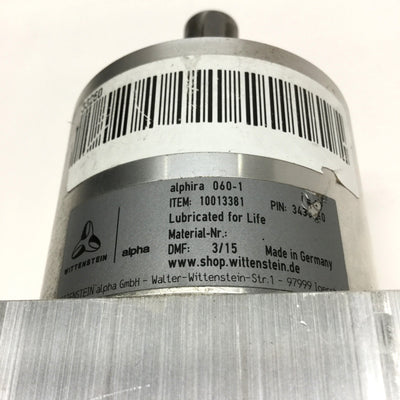 alphira 060-1
ITEM: 10013381
PIN:
Lubricated for Life
Material-Nr:
DMF: 3/15 Made in Germany
www.shop.wittenstein.de
WITTENSTEIN alpha
alpha GmbH - Walter-Wittenstein-Str.1 - 97999